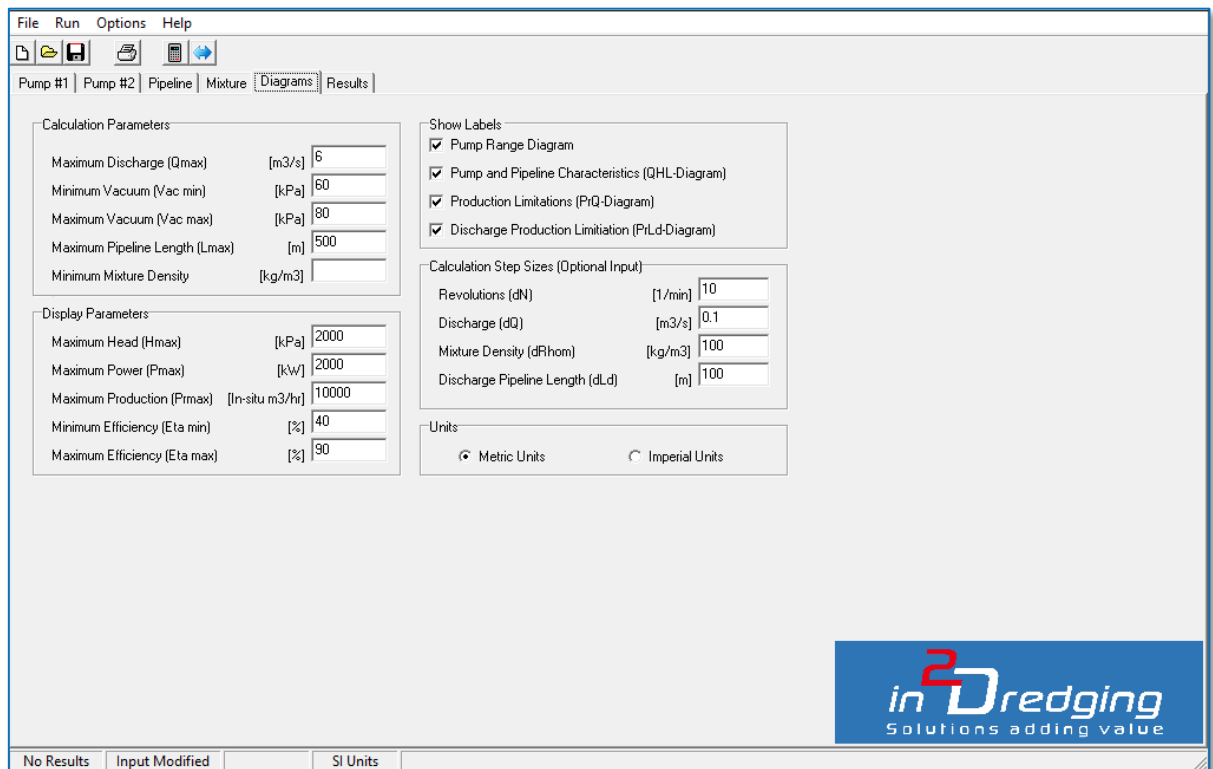 File Run Options Help
Pump #1 Pump #2 Pipeline Mixture Diagrams Results
Calculation Parameters
Maximum Discharge (Qmax) [m3/s] 6
Minimum Vacuum (Vac min) [kPa] 60
Maximum Vacuum (Vac max) [kPa] 80
Maximum Pipeline Length (Lmax) [m] 500
Minimum Mixture Density [kg/m3]
Display Parameters
Maximum Head (Hmax) [kPa] 2000
Maximum Power (Pmax) [kW] 2000
Maximum Production (Prmax) [In-situ m3/hr] 10000
Minimum Efficiency (Eta min) [%] 40
Maximum Efficiency (Eta max) [%] 90
Show Labels
Pump Range Diagram
Pump and Pipeline Characteristics (QHL-Diagram)
Production Limitations (PrQ-Diagram)
Discharge Production Limitiation (PrLd-Diagram)
Calculation Step Sizes (Optional Input)
Revolutions (dN) [1/min] 10
Discharge (dQ) [m3/s] 0.1
Mixture Density (dRhom) [kg/m3] 100
Discharge Pipeline Length (dLd) [m] 100
Units
Metric Units Imperial Units
in2Dredging
Solutions adding value
No Results Input Modified SI Units